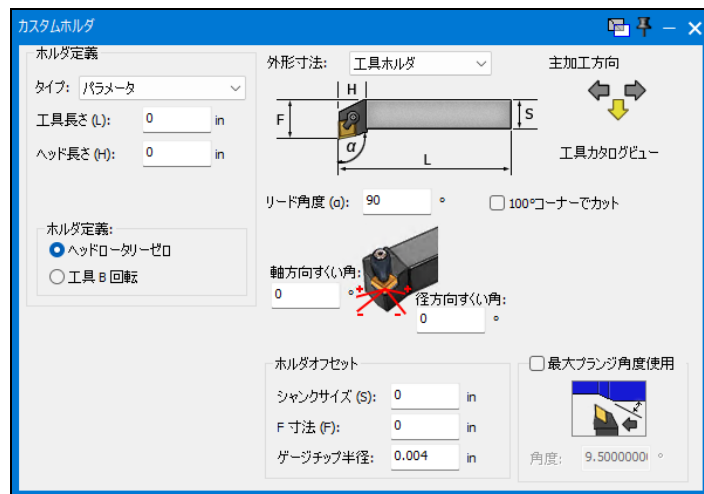 カスタムホルダ
ホルダ定義
タイプ: パラメータ
工具長さ (L): 0 in
ヘッド長さ (H): 0 in
ホルダ定義:
ヘッドロータリーゼロ
工具 B 回転
外形寸法: 工具ホルダ
H
F
S
α
L
主加工方向
工具カタログビュー
リード角度 (α): 90 °
100°コーナーでカット
軸方向すくい角:
0 °
径方向すくい角:
0 °
ホルダオフセット
シャンクサイズ (S): 0 in
F 寸法 (F): 0 in
ゲージチップ半径: 0.004 in
最大プランジ角度使用
角度: 9.5000000 °